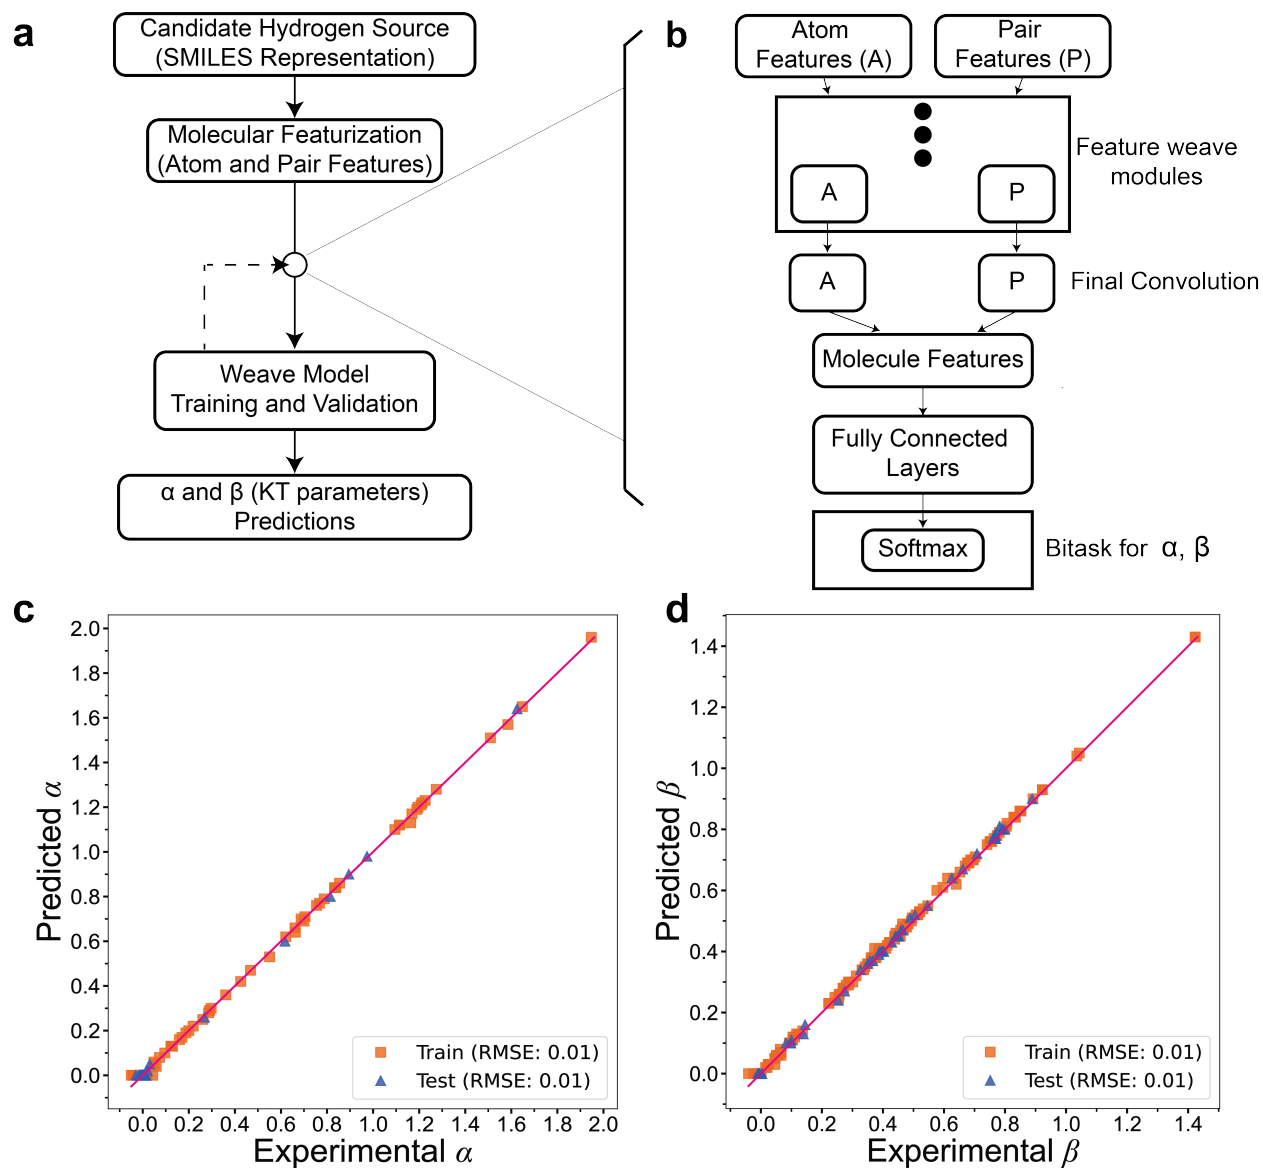 a
Candidate Hydrogen Source
(SMILES Representation)
Molecular Featurization
(Atom and Pair Features)
Weave Model
Training and Validation
α and β (KT parameters)
Predictions
b
Atom
Features (A)
Pair
Features (P)
Feature weave
modules
A
P
A
P
Final Convolution
Molecule Features
Fully Connected
Layers
Softmax
Bitask for α, β
c
Predicted α
2.0
1.8
1.6
1.4
1.2
1.0
0.8
0.6
0.4
0.2
0.0
Train (RMSE: 0.01)
Test (RMSE: 0.01)
0.0 0.2 0.4 0.6 0.8 1.0 1.2 1.4 1.6 1.8 2.0
Experimental α
d
Predicted β
1.4
1.2
1.0
0.8
0.6
0.4
0.2
0.0
Train (RMSE: 0.01)
Test (RMSE: 0.01)
0.0 0.2 0.4 0.6 0.8 1.0 1.2 1.4
Experimental β